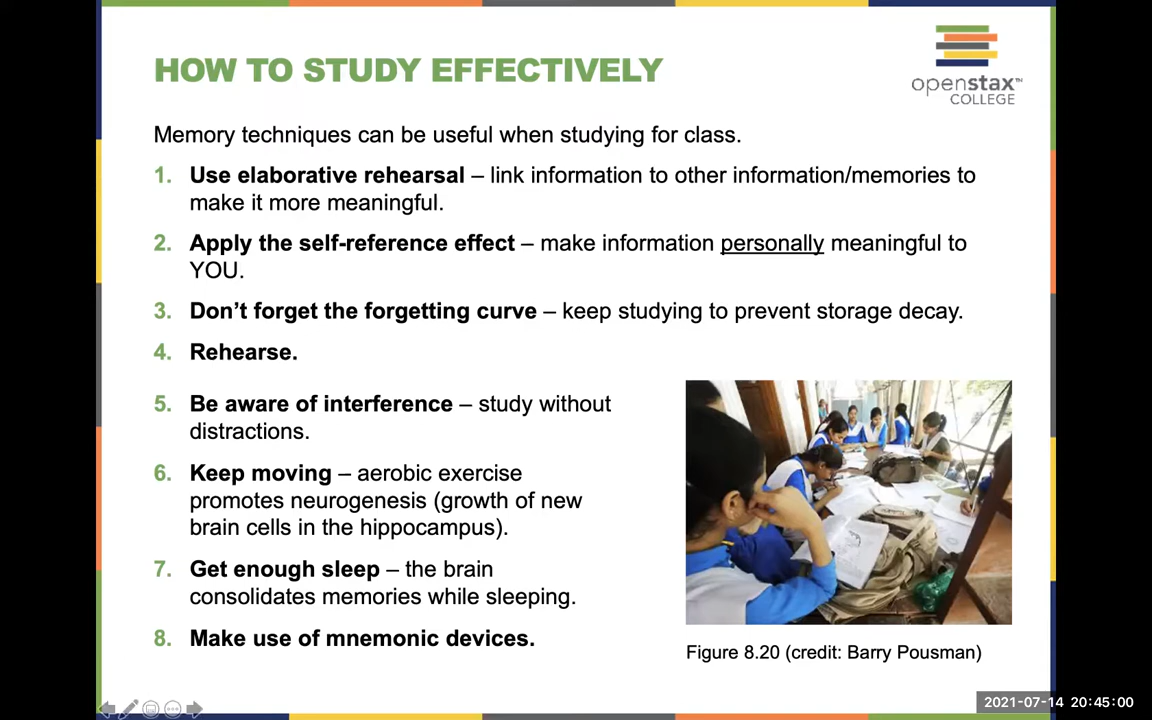 HOW TO STUDY EFFECTIVELY
openstax™
COLLEGE
Memory techniques can be useful when studying for class.
1. Use elaborative rehearsal – link information to other information/memories to
make it more meaningful.
2. Apply the self-reference effect – make information personally meaningful to
YOU.
3. Don’t forget the forgetting curve – keep studying to prevent storage decay.
4. Rehearse.
5. Be aware of interference – study without
distractions.
6. Keep moving – aerobic exercise
promotes neurogenesis (growth of new
brain cells in the hippocampus).
7. Get enough sleep – the brain
consolidates memories while sleeping.
8. Make use of mnemonic devices.
Figure 8.20 (credit: Barry Pousman)
2021-07-14 20:45:00